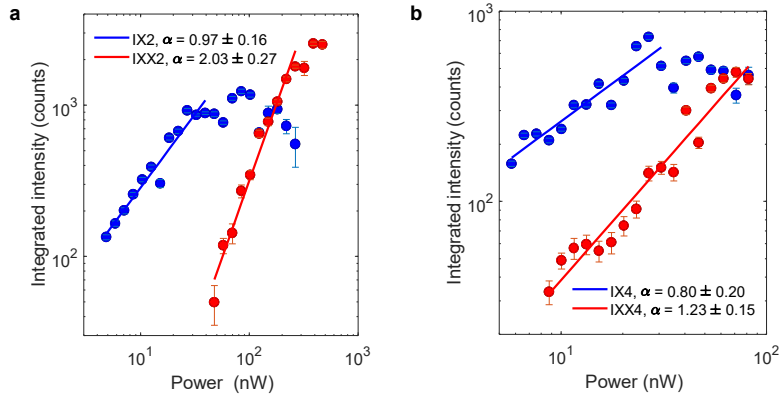 a
IX2, α = 0.97 ± 0.16
IXX2, α = 2.03 ± 0.27
Integrated intensity (counts)
10³
10²
10¹
10²
10³
Power (nW)
b
10³
Integrated intensity (counts)
10²
IX4, α = 0.80 ± 0.20
IXX4, α = 1.23 ± 0.15
10¹
10²
Power (nW)